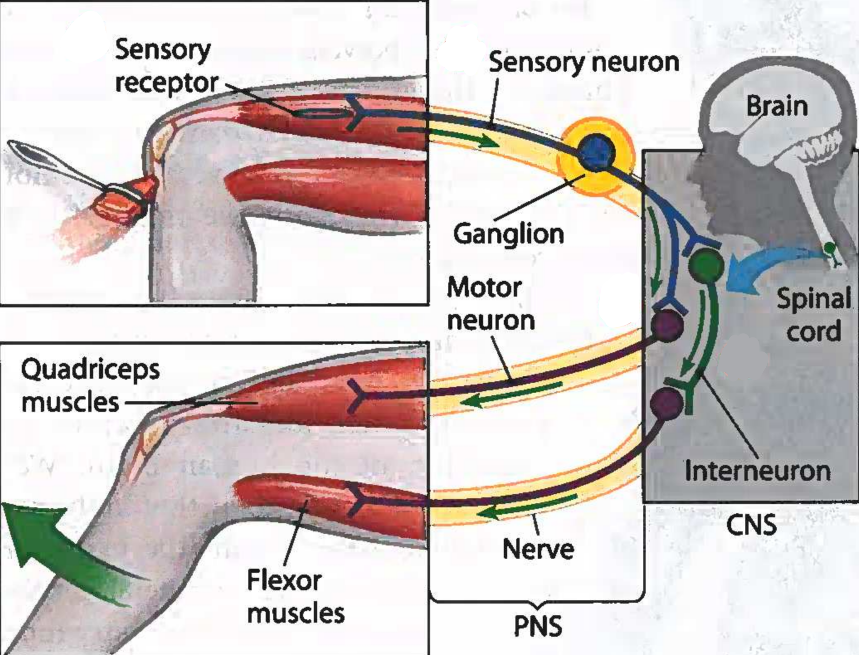 Sensory
receptor
Sensory neuron
Brain
Ganglion
Motor
neuron
Spinal
cord
Quadriceps
muscles
Interneuron
CNS
Nerve
Flexor
muscles
PNS